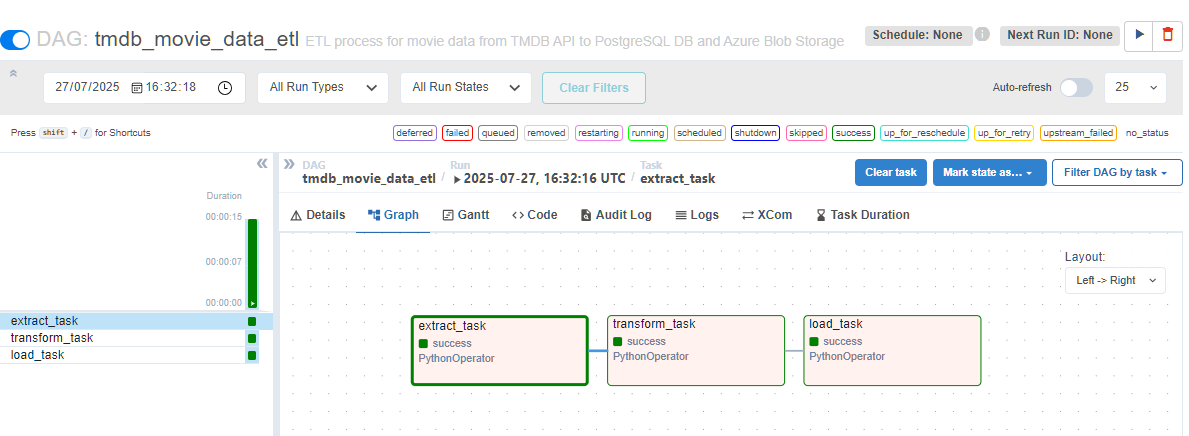 DAG: tmdb_movie_data_etl ETL process for movie data from TMDB API to PostgreSQL DB and Azure Blob Storage
Schedule: None
Next Run ID: None
27/07/2025 16:32:18
All Run Types
All Run States
Clear Filters
Auto-refresh
25
Press shift + / for Shortcuts
deferred failed queued removed restarting running scheduled shutdown skipped success up_for_reschedule up_for_retry upstream_failed no_status
DAG
tmdb_movie_data_etl /
Run
2025-07-27, 16:32:16 UTC /
Task
extract_task
Clear task
Mark state as...
Filter DAG by task
Duration
00:00:15
00:00:07
00:00:00
extract_task
transform_task
load_task
Details
Graph
Gantt
Code
Audit Log
Logs
XCom
Task Duration
Layout:
Left -> Right
extract_task
success
PythonOperator
transform_task
success
PythonOperator
load_task
success
PythonOperator